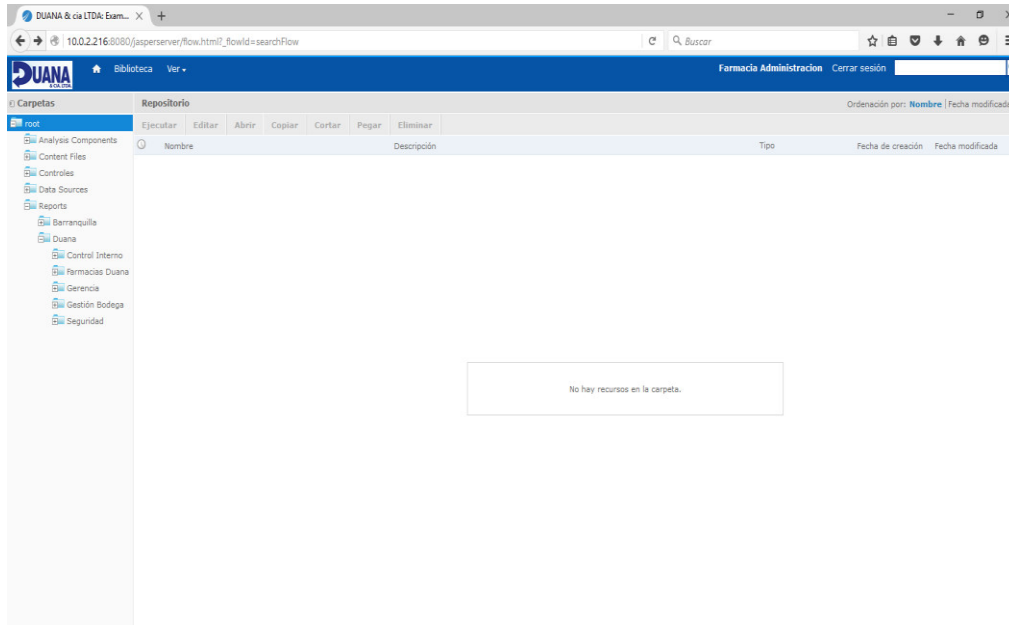 DUANA & cia LTDA: Exam...
10.0.2.216:8080/jasperserver/flow.html?_flowId=searchFlow
Buscar
DUANA
& CIA. LTDA
Biblioteca Ver
Farmacia Administracion Cerrar sesión
Carpetas
Repositorio
Ordenación por: Nombre | Fecha modificada
root
Ejecutar Editar Abrir Copiar Cortar Pegar Eliminar
Nombre Descripción Tipo Fecha de creación Fecha modificada
Analysis Components
Content Files
Controles
Data Sources
Reports
Barranquilla
Duana
Control Interno
Farmacias Duana
Gerencia
Gestión Bodega
Seguridad
No hay recursos en la carpeta.